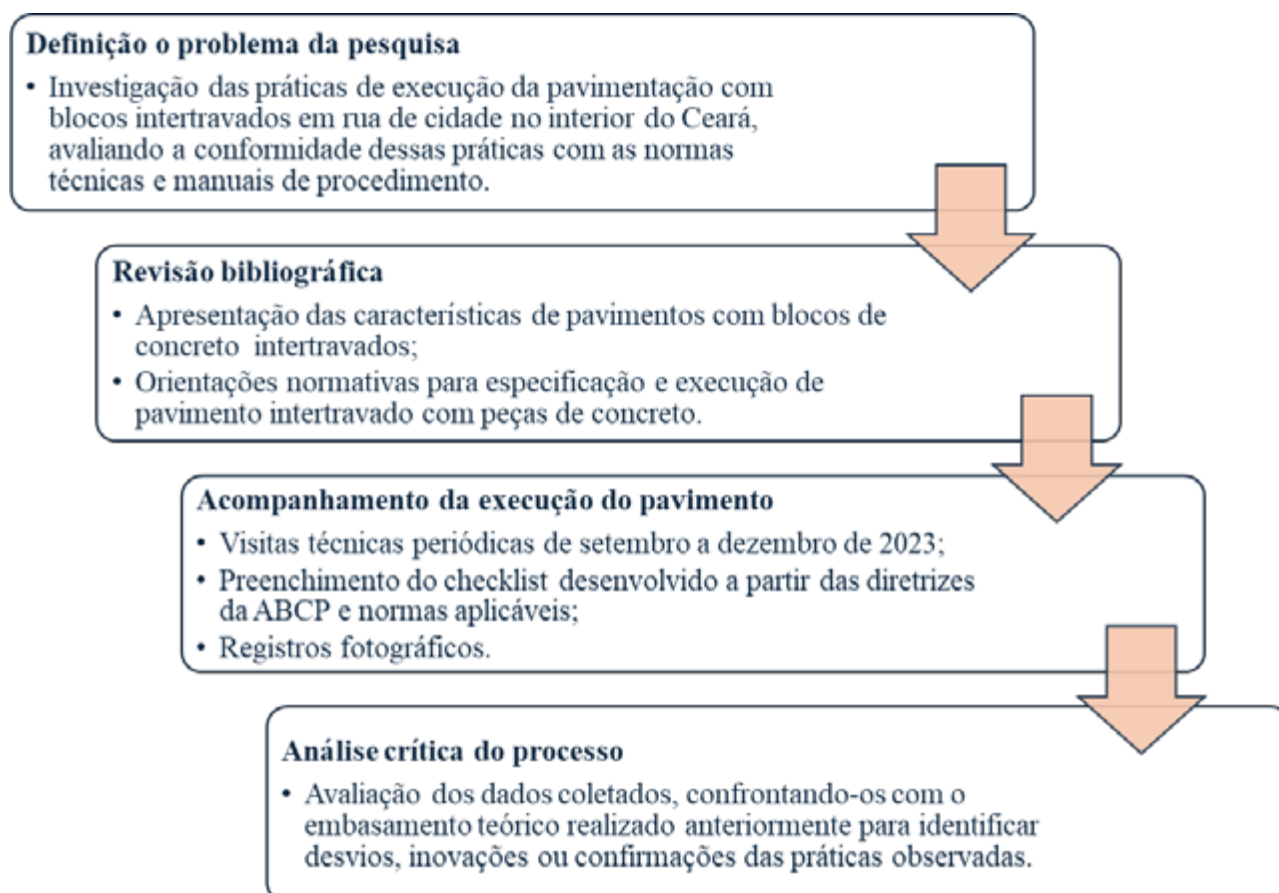 Definição o problema da pesquisa
• Investigação das práticas de execução da pavimentação com
blocos intertravados em rua de cidade no interior do Ceará,
avaliando a conformidade dessas práticas com as normas
técnicas e manuais de procedimento.
Revisão bibliográfica
• Apresentação das características de pavimentos com blocos de
concreto intertravados;
• Orientações normativas para especificação e execução de
pavimento intertravado com peças de concreto.
Acompanhamento da execução do pavimento
• Visitas técnicas periódicas de setembro a dezembro de 2023;
• Preenchimento do checklist desenvolvido a partir das diretrizes
da ABCP e normas aplicáveis;
• Registros fotográficos.
Análise crítica do processo
• Avaliação dos dados coletados, confrontando-os com o
embasamento teórico realizado anteriormente para identificar
desvios, inovações ou confirmações das práticas observadas.